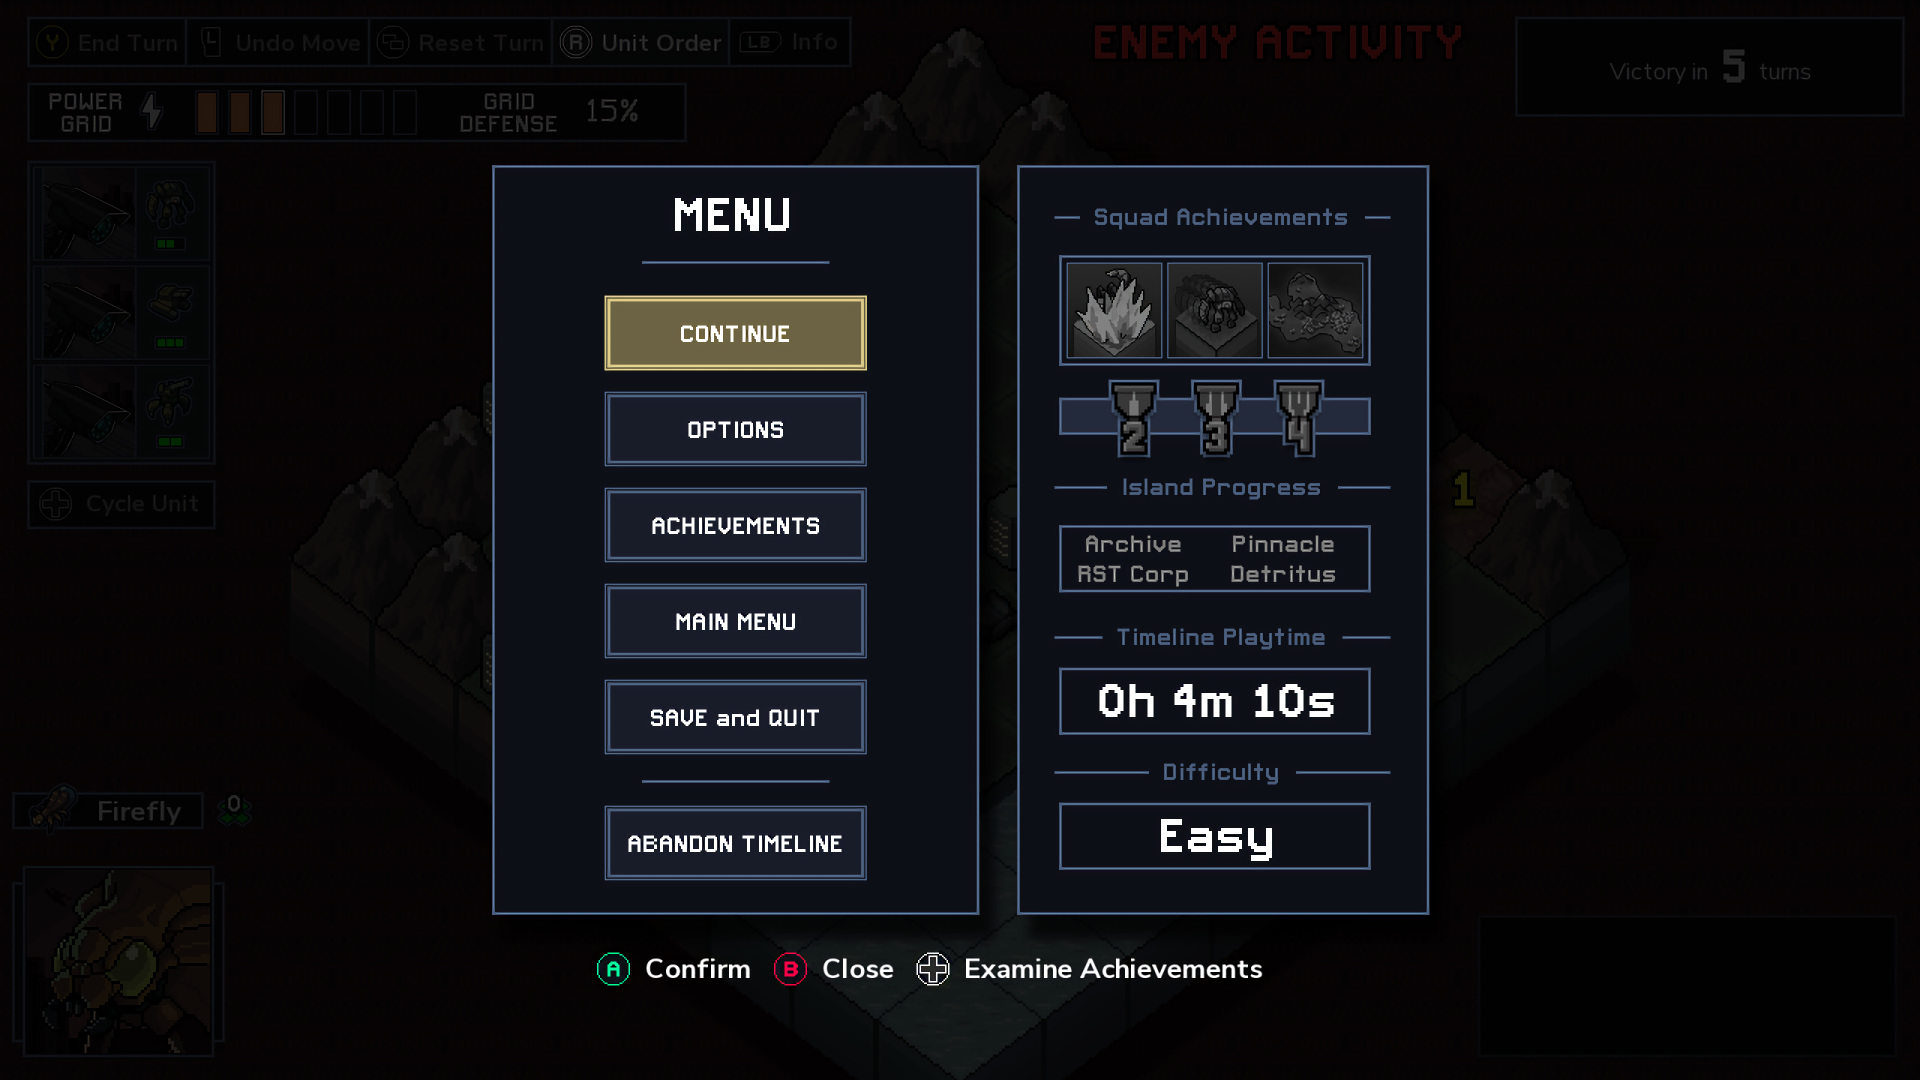 Y End Turn L Undo Move Reset Turn R Unit Order LB Info
ENEMY ACTIVITY
Victory in 5 turns
POWER GRID
GRID DEFENSE 15%
Cycle Unit
MENU
CONTINUE
OPTIONS
ACHIEVEMENTS
MAIN MENU
SAVE and QUIT
ABANDON TIMELINE
Squad Achievements
2 3 4
Island Progress
Archive Pinnacle
RST Corp Detritus
Timeline Playtime
0h 4m 10s
Difficulty
Easy
1
Firefly 0
A Confirm B Close Examine Achievements